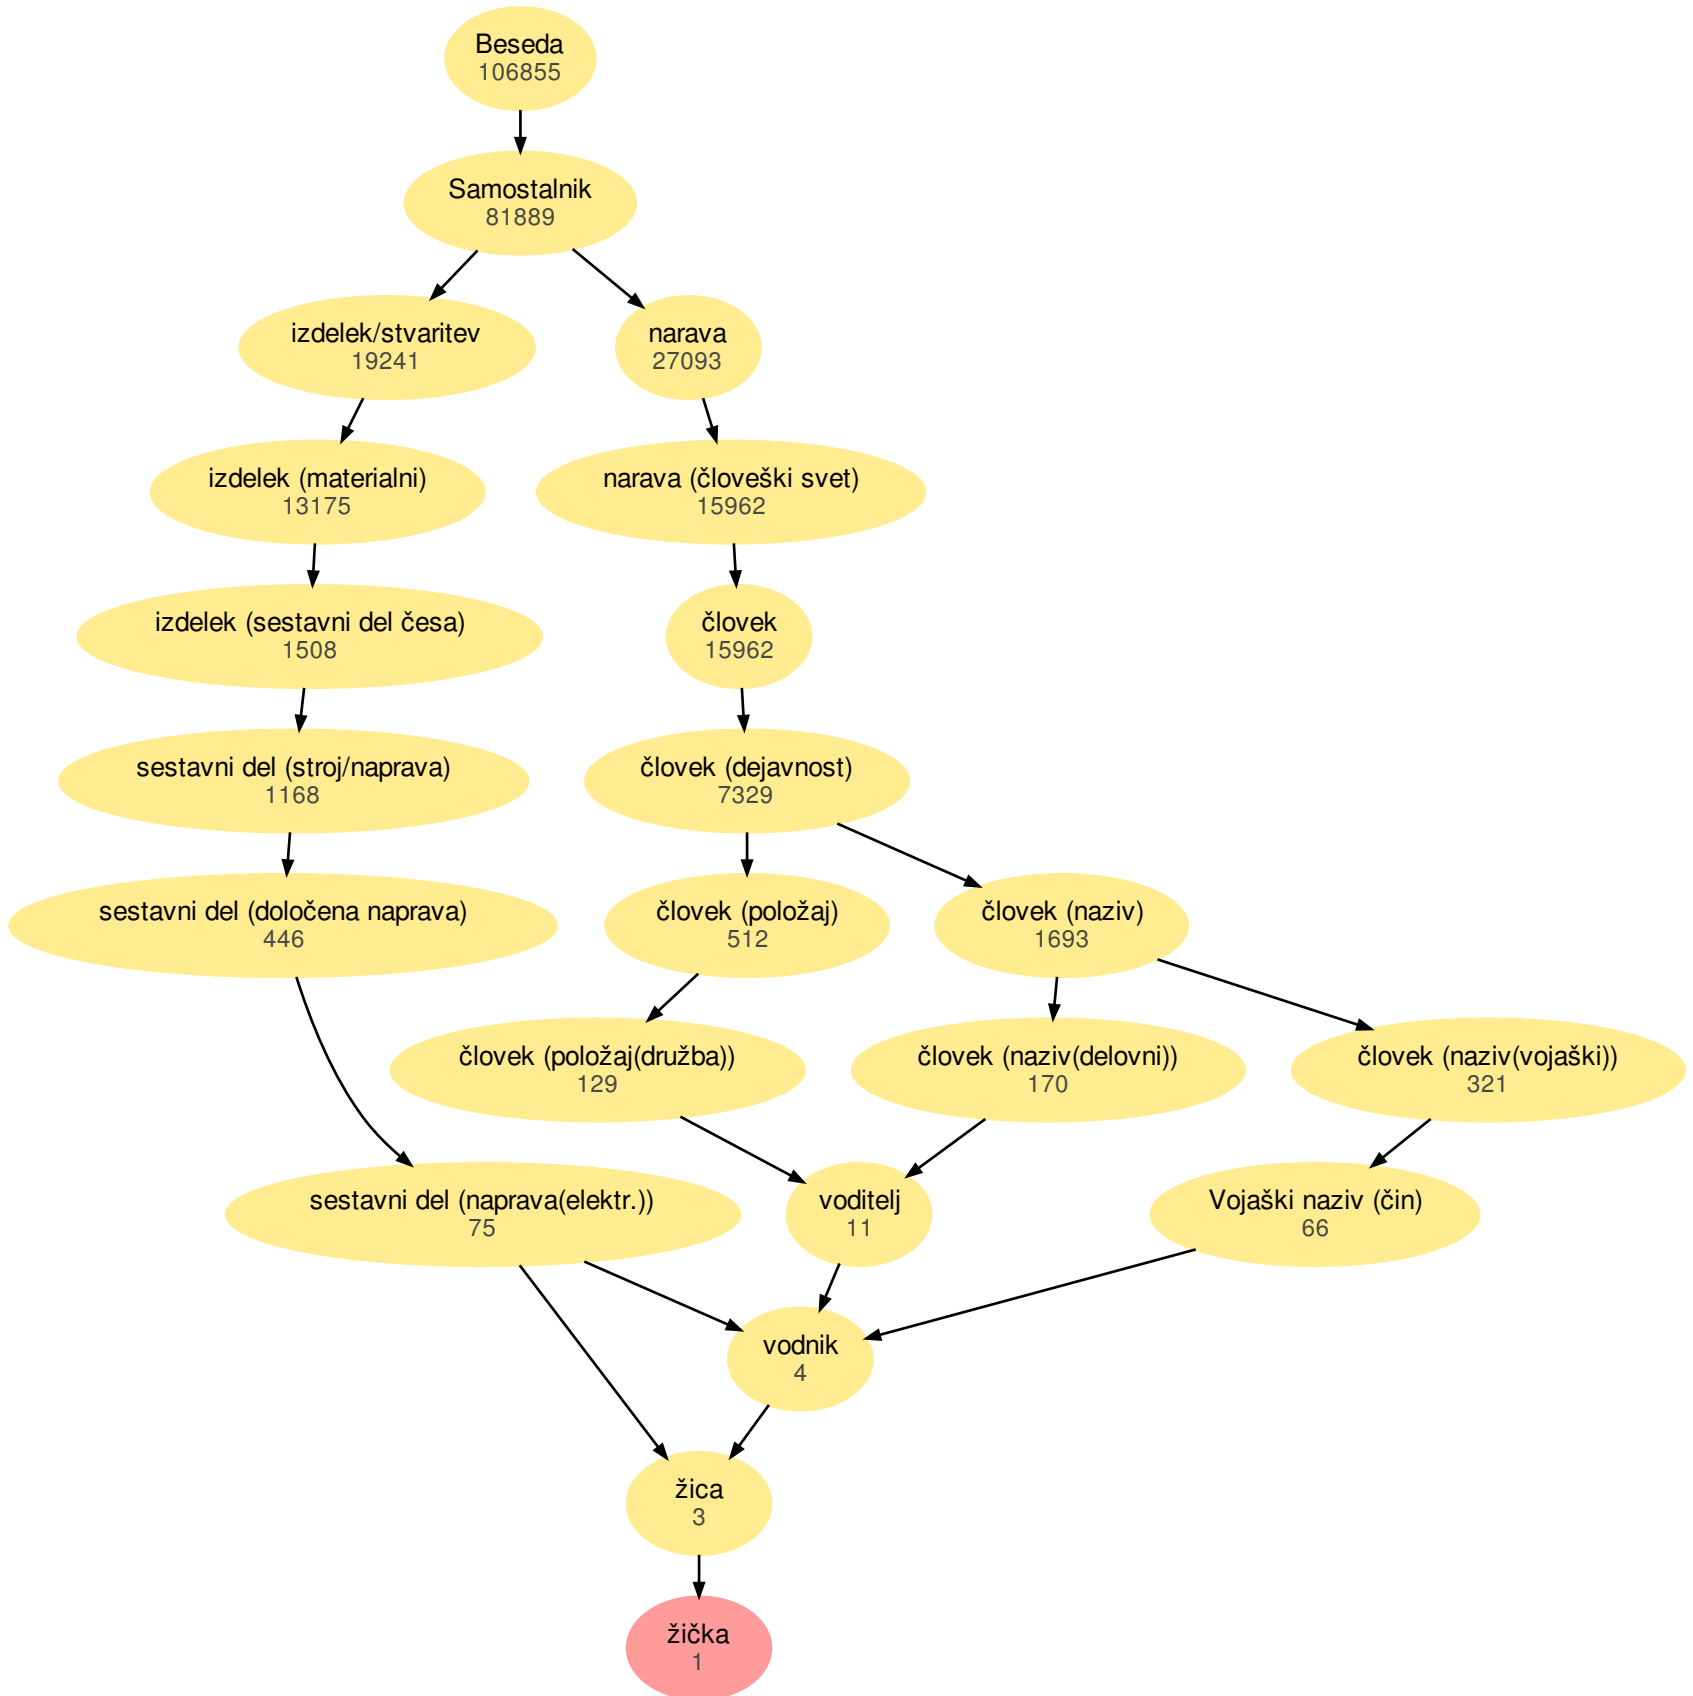 Beseda
106855
Samostalnik
81889
izdelek/stvaritev
19241
narava
27093
izdelek (materialni)
13175
narava (človeški svet)
15962
izdelek (sestavni del česa)
1508
človek
15962
sestavni del (stroj/naprava)
1168
človek (dejavnost)
7329
sestavni del (določena naprava)
446
človek (položaj)
512
človek (naziv)
1693
človek (položaj(družba))
129
človek (naziv(delovni))
170
človek (naziv(vojaški))
321
sestavni del (naprava(elektr.))
75
voditelj
11
Vojaški naziv (čin)
66
vodnik
4
žica
3
žička
1